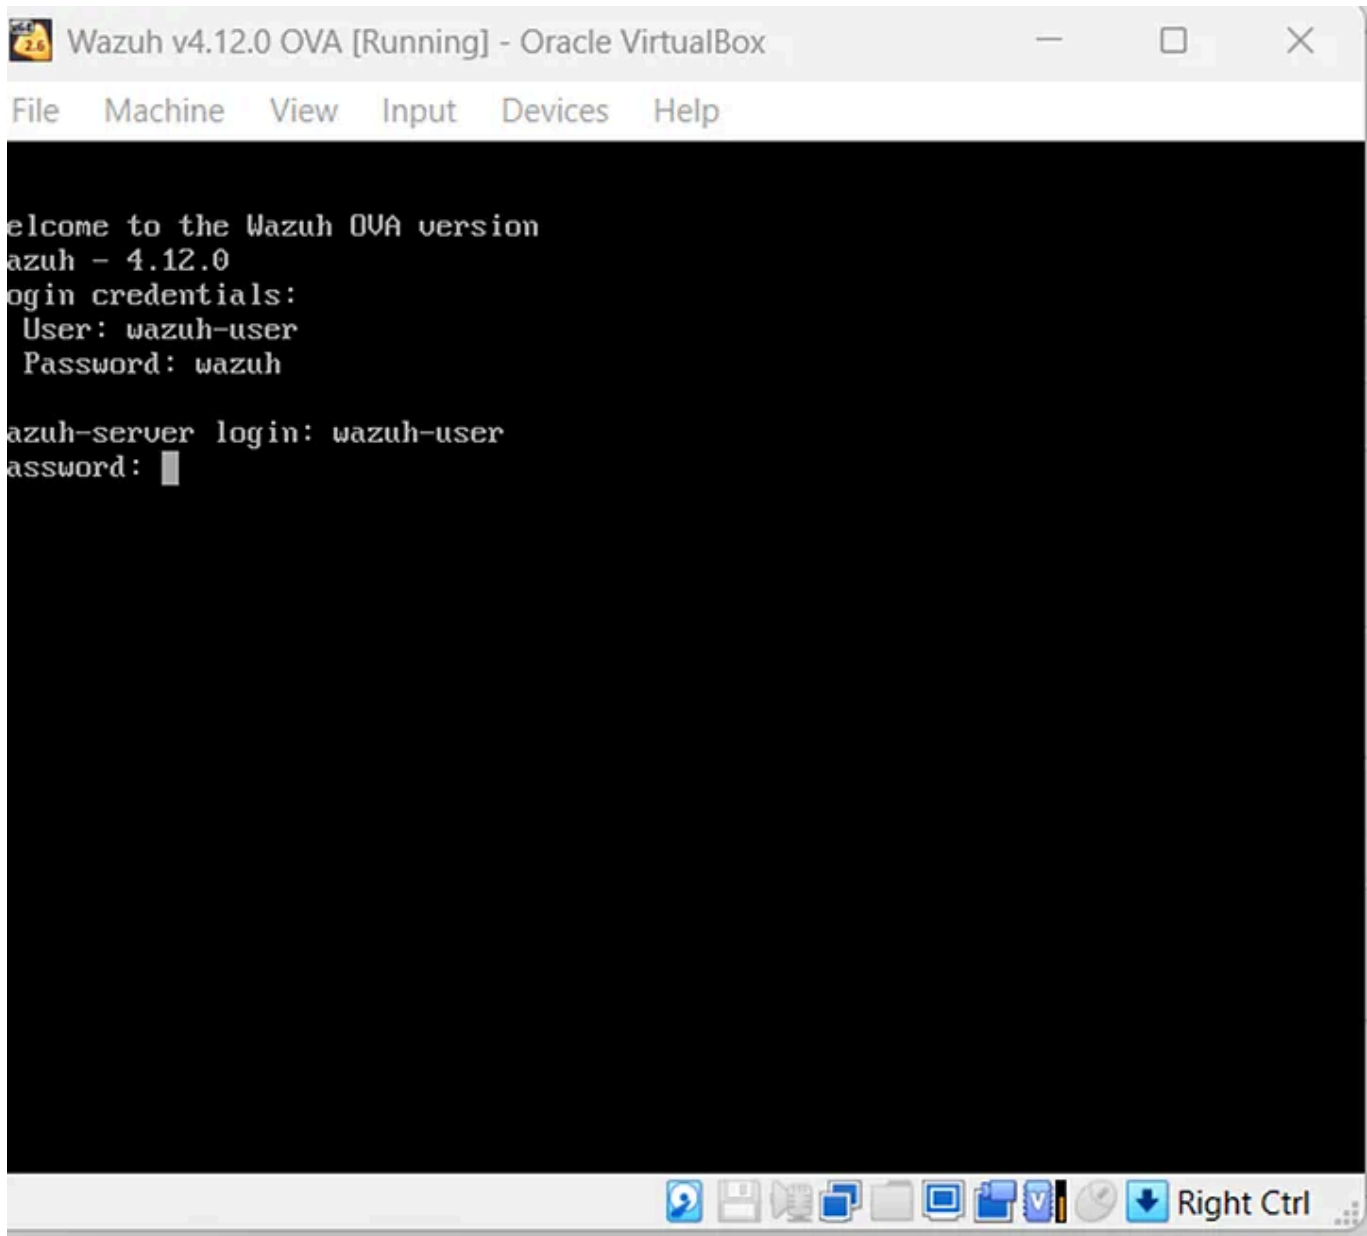 2.6
Wazuh v4.12.0 OVA [Running] - Oracle VirtualBox
File Machine View Input Devices Help
elcome to the Wazuh OVA version
azuh - 4.12.0
ogin credentials:
User: wazuh-user
Password: wazuh
azuh-server login: wazuh-user
assword:
V
Right Ctrl